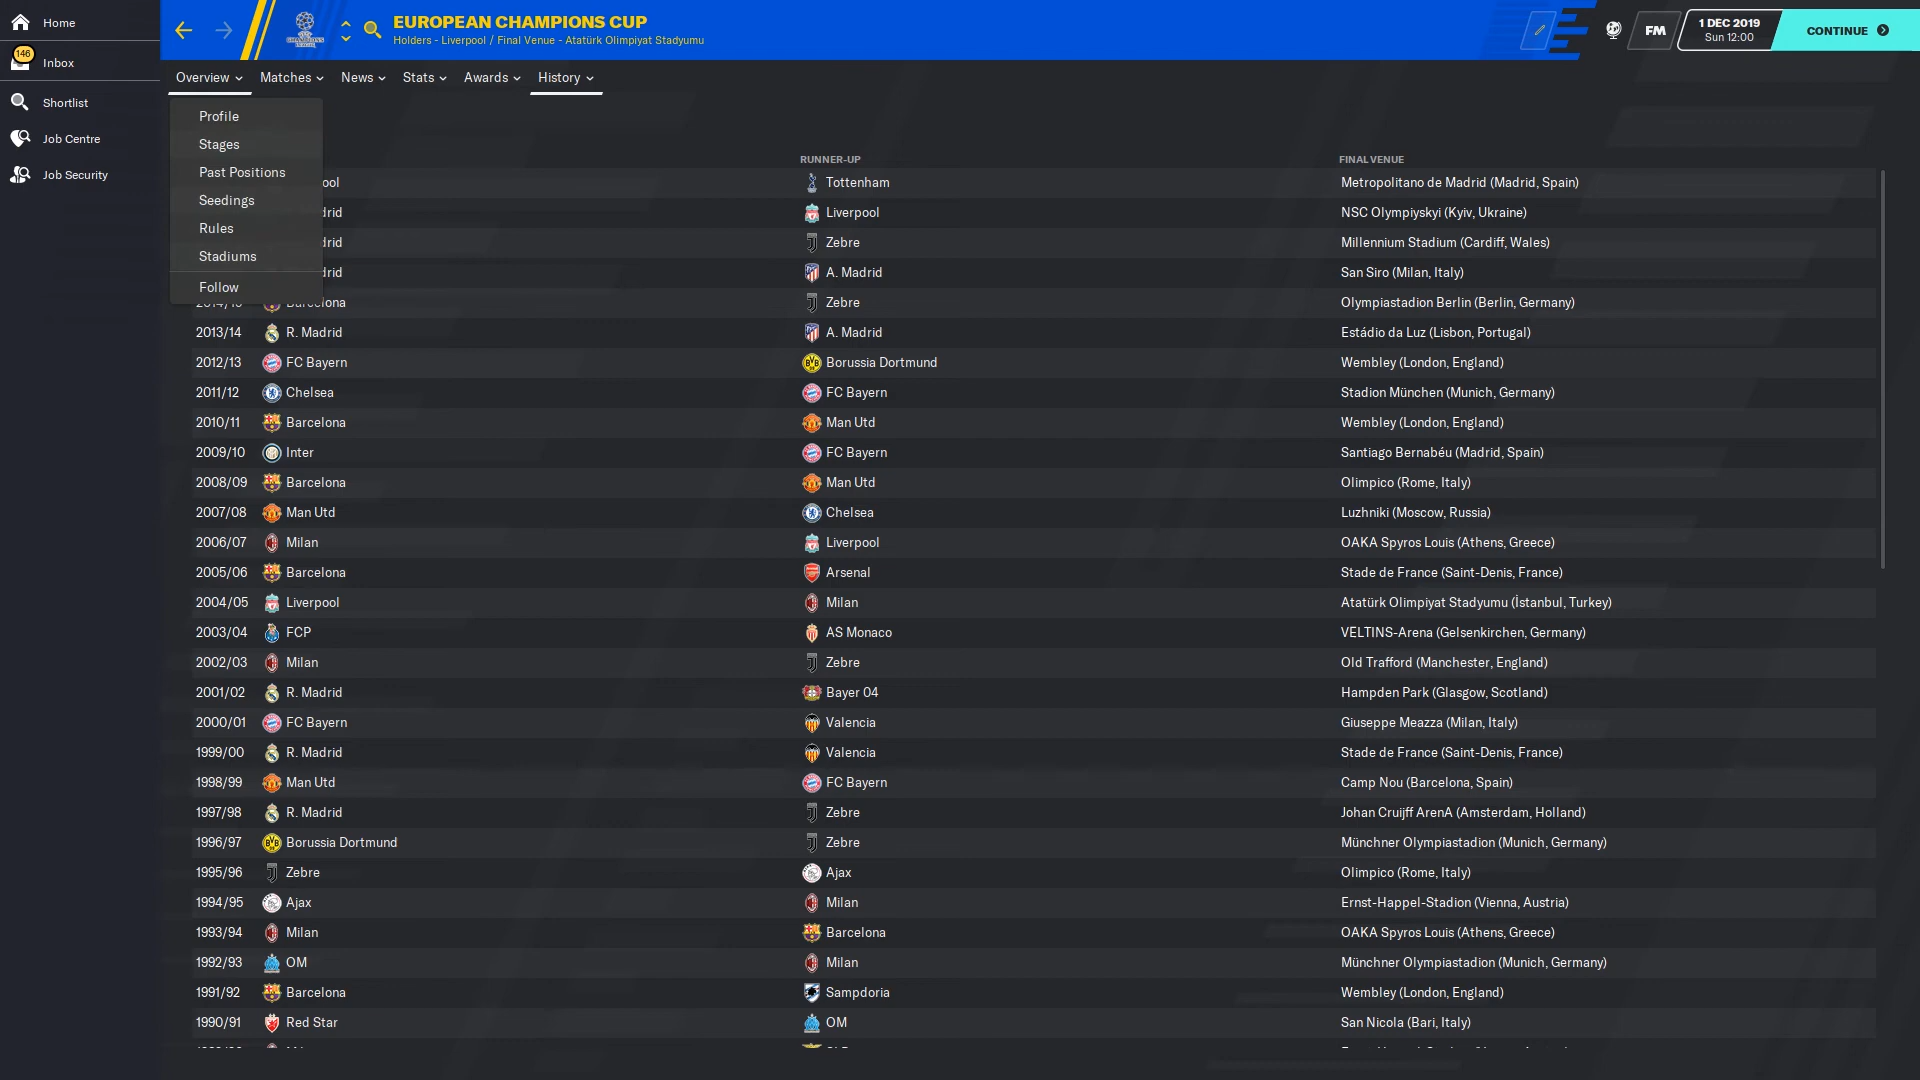 Home
146
Inbox
Shortlist
Job Centre
Job Security
EUROPEAN CHAMPIONS CUP
Holders - Liverpool / Final Venue - Atatürk Olimpiyat Stadyumu
FM
1 DEC 2019
Sun 12:00
CONTINUE
Overview Matches News Stats Awards History
Profile
Stages
Past Positions
Seedings
Rules
Stadiums
Follow
RUNNER-UP FINAL VENUE
Tottenham Metropolitano de Madrid (Madrid, Spain)
Liverpool NSC Olympiyskyi (Kyiv, Ukraine)
Zebre Millennium Stadium (Cardiff, Wales)
A. Madrid San Siro (Milan, Italy)
2014/15 Barcelona Zebre Olympiastadion Berlin (Berlin, Germany)
2013/14 R. Madrid A. Madrid Estádio da Luz (Lisbon, Portugal)
2012/13 FC Bayern Borussia Dortmund Wembley (London, England)
2011/12 Chelsea FC Bayern Stadion München (Munich, Germany)
2010/11 Barcelona Man Utd Wembley (London, England)
2009/10 Inter FC Bayern Santiago Bernabéu (Madrid, Spain)
2008/09 Barcelona Man Utd Olimpico (Rome, Italy)
2007/08 Man Utd Chelsea Luzhniki (Moscow, Russia)
2006/07 Milan Liverpool OAKA Spyros Louis (Athens, Greece)
2005/06 Barcelona Arsenal Stade de France (Saint-Denis, France)
2004/05 Liverpool Milan Atatürk Olimpiyat Stadyumu (İstanbul, Turkey)
2003/04 FCP AS Monaco VELTINS-Arena (Gelsenkirchen, Germany)
2002/03 Milan Zebre Old Trafford (Manchester, England)
2001/02 R. Madrid Bayer 04 Hampden Park (Glasgow, Scotland)
2000/01 FC Bayern Valencia Giuseppe Meazza (Milan, Italy)
1999/00 R. Madrid Valencia Stade de France (Saint-Denis, France)
1998/99 Man Utd FC Bayern Camp Nou (Barcelona, Spain)
1997/98 R. Madrid Zebre Johan Cruijff ArenA (Amsterdam, Holland)
1996/97 Borussia Dortmund Zebre Münchner Olympiastadion (Munich, Germany)
1995/96 Zebre Ajax Olimpico (Rome, Italy)
1994/95 Ajax Milan Ernst-Happel-Stadion (Vienna, Austria)
1993/94 Milan Barcelona OAKA Spyros Louis (Athens, Greece)
1992/93 OM Milan Münchner Olympiastadion (Munich, Germany)
1991/92 Barcelona Sampdoria Wembley (London, England)
1990/91 Red Star OM San Nicola (Bari, Italy)